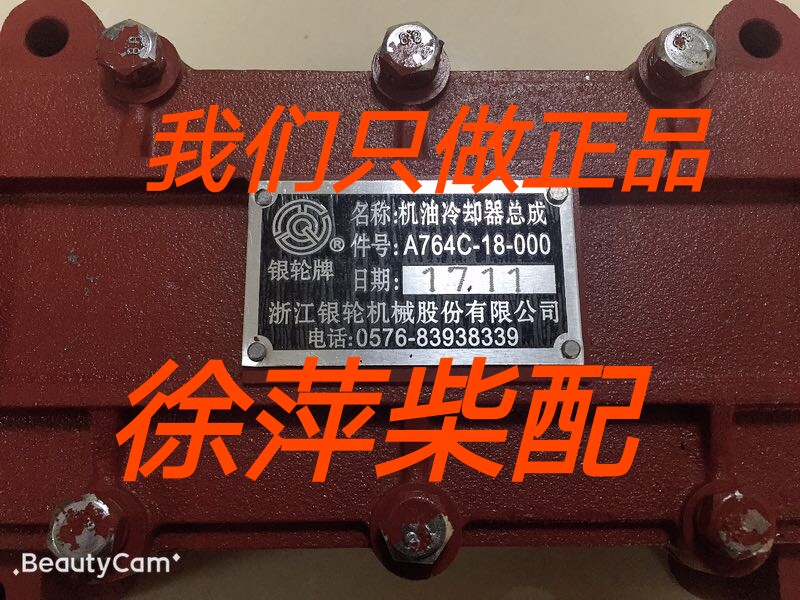 我们只做正品
名称:机油冷却器总成
® 件号:A764C-18-000
银轮牌 日期:17.11
浙江银轮机械股份有限公司
电话:0576-83938339
徐萍柴配
BeautyCam